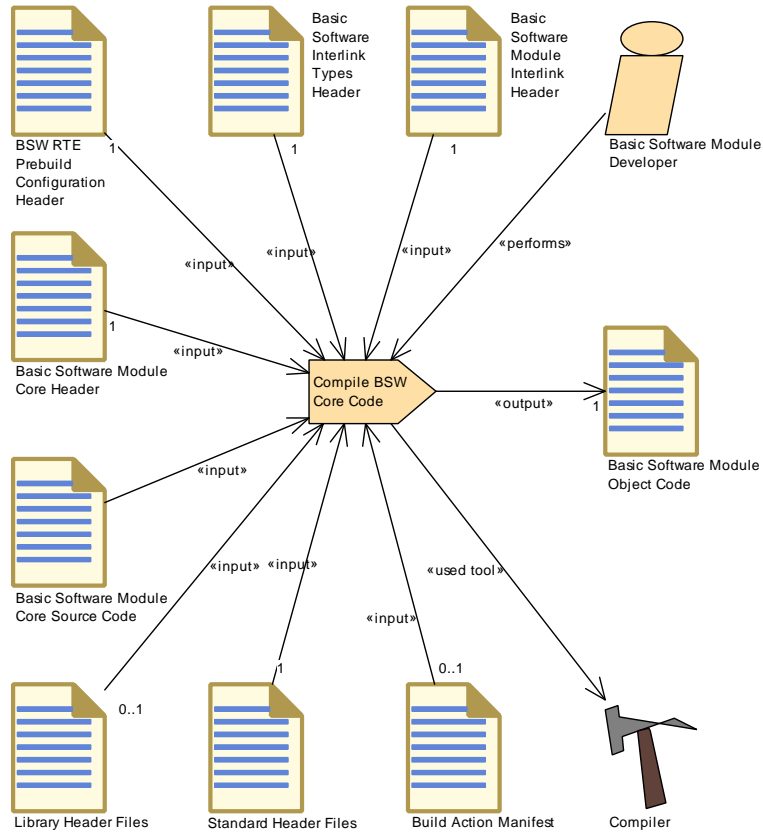 Basic
Software
Interlink
Types
Header
Basic
Software
Module
Interlink
Header
BSW RTE
Prebuild
Configuration
Header
1
1
1
Basic Software Module
Developer
«input»
«input»
«input»
«performs»
1
«input»
Basic Software Module
Core Header
Compile BSW
Core Code
«output»
1
Basic Software Module
Object Code
«input»
Basic Software Module
Core Source Code
«input»
«input»
«used tool»
«input»
0..1
1
0..1
Library Header Files
Standard Header Files
Build Action Manifest
Compiler